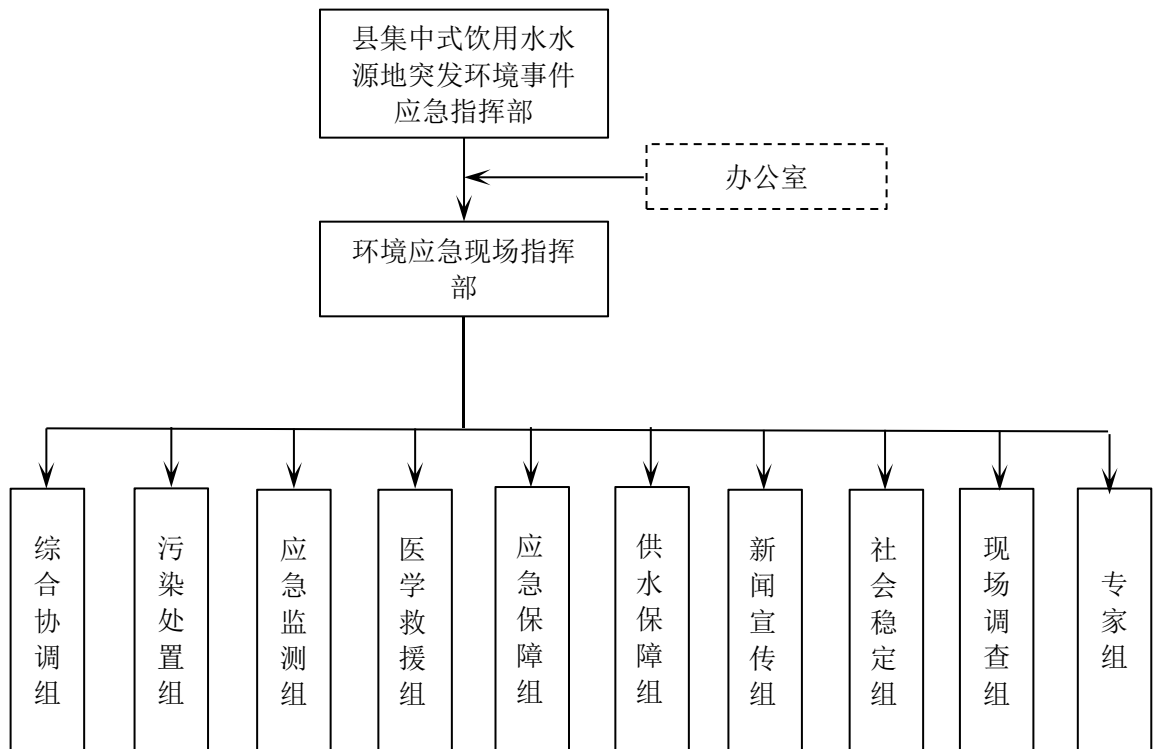 县集中式饮用水水
源地突发环境事件
应急指挥部
办公室
环境应急现场指挥
部
综合协调组
污染处置组
应急监测组
医学救援组
应急保障组
供水保障组
新闻宣传组
社会稳定组
现场调查组
专家组